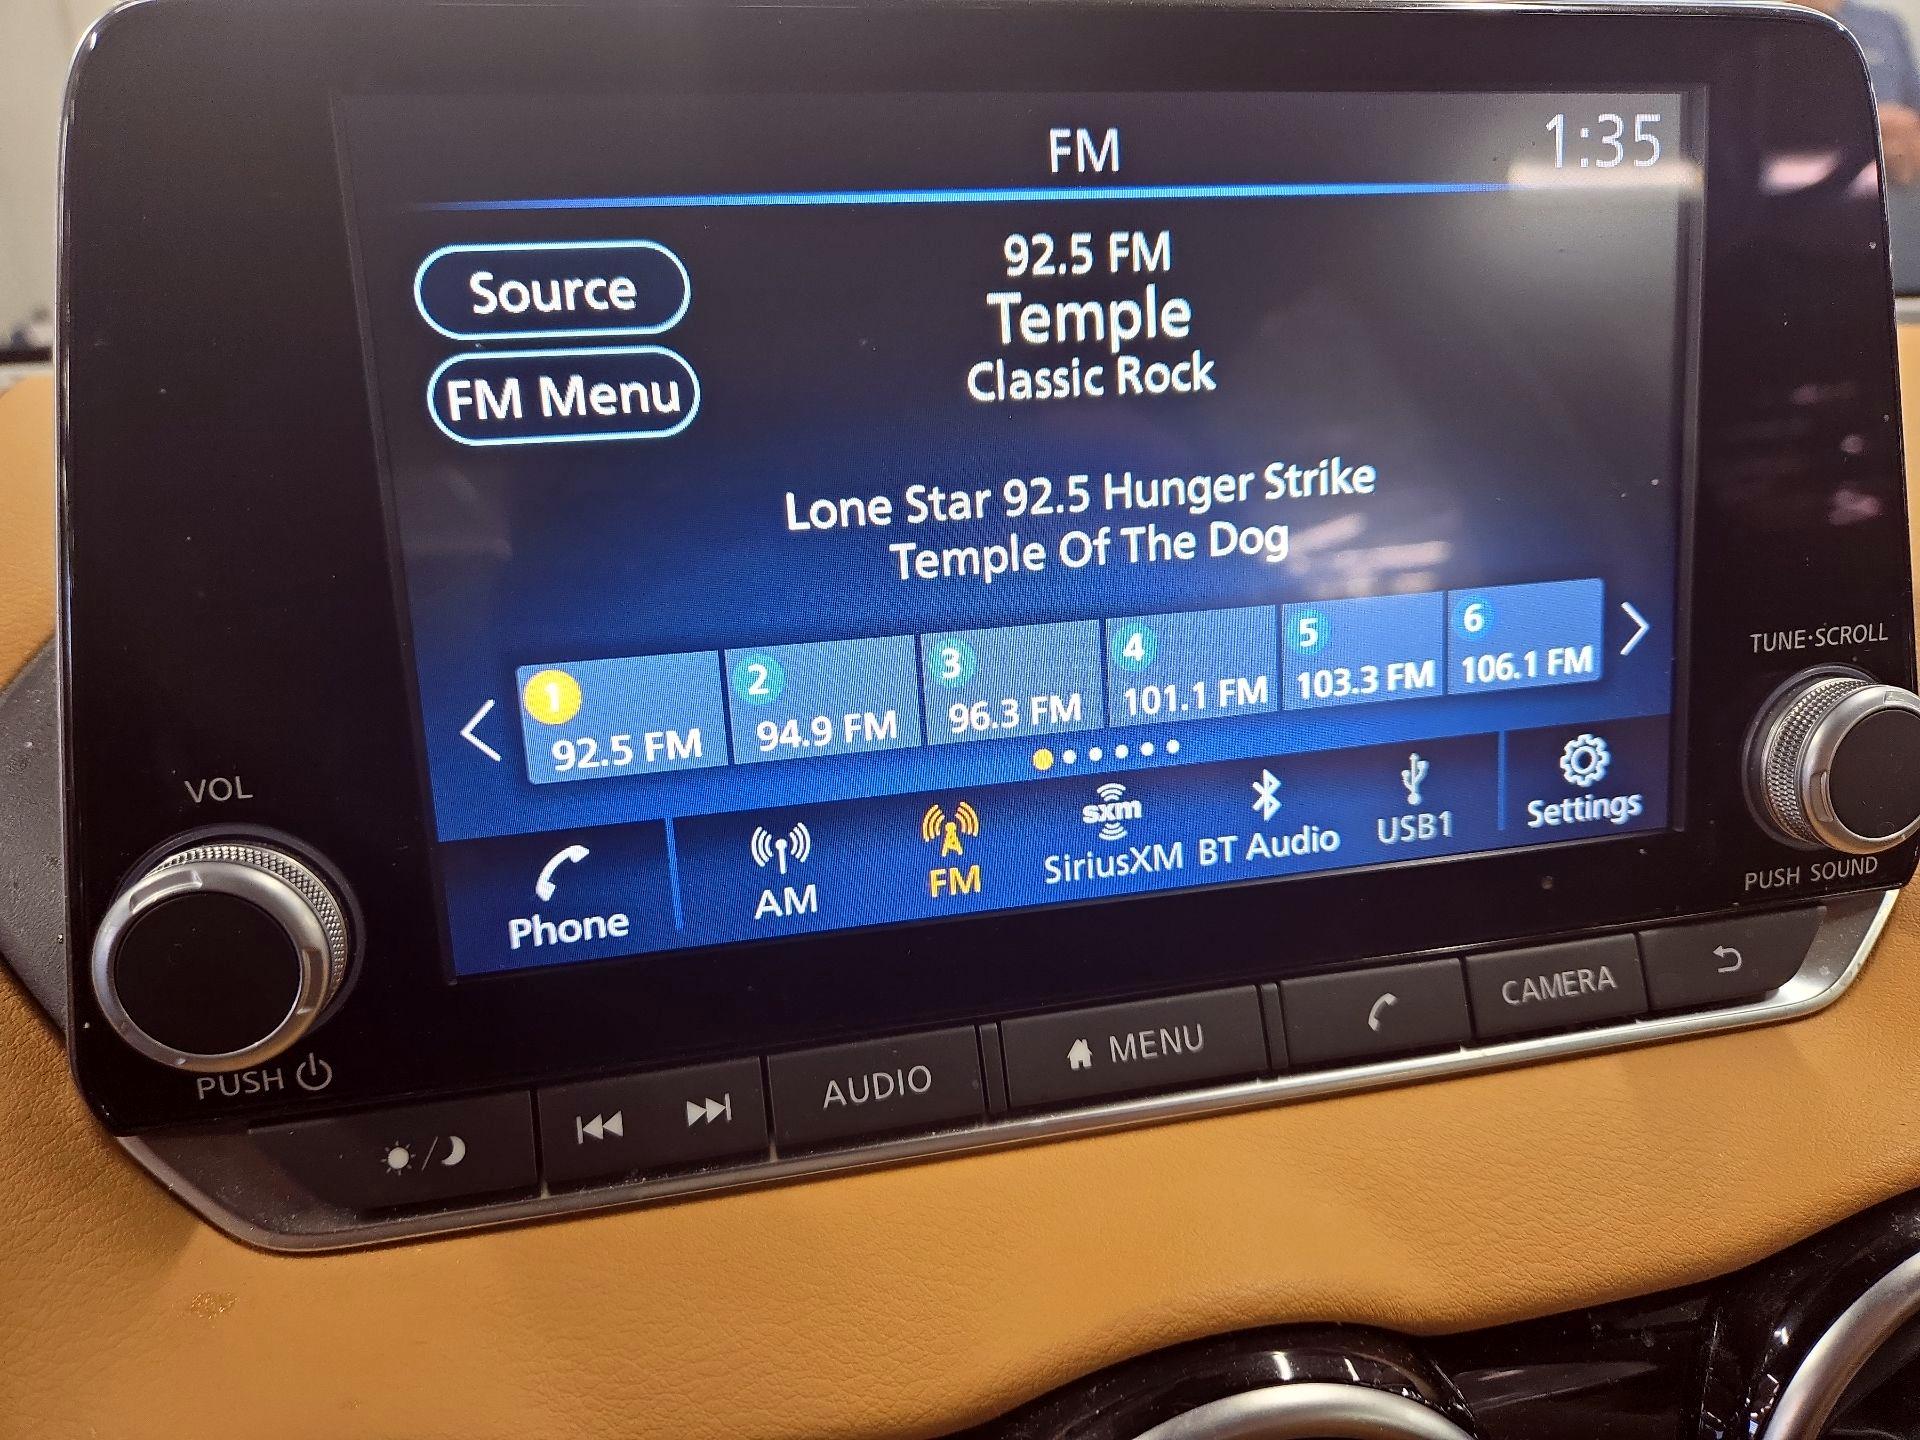 FM
1:35
Source
FM Menu
92.5 FM
Temple
Classic Rock
Lone Star 92.5 Hunger Strike
Temple Of The Dog
1
92.5 FM
2
94.9 FM
3
96.3 FM
4
101.1 FM
5
103.3 FM
6
106.1 FM
Phone
AM
FM
sxm
SiriusXM
BT Audio
USB1
Settings
VOL
PUSH
TUNE·SCROLL
PUSH SOUND
AUDIO
MENU
CAMERA